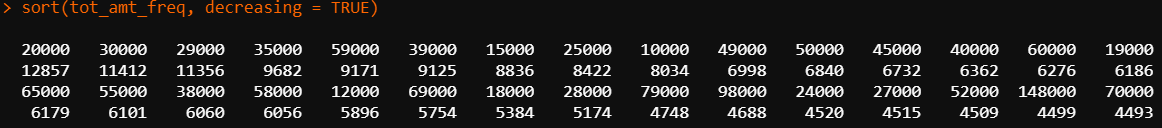 > sort(tot_amt_freq, decreasing = TRUE)
20000 30000 29000 35000 59000 39000 15000 25000 10000 49000 50000 45000 40000 60000 19000
12857 11412 11356 9682 9171 9125 8836 8422 8034 6998 6840 6732 6362 6276 6186
65000 55000 38000 58000 12000 69000 18000 28000 79000 98000 24000 27000 52000 148000 70000
6179 6101 6060 6056 5896 5754 5384 5174 4748 4688 4520 4515 4509 4499 4493